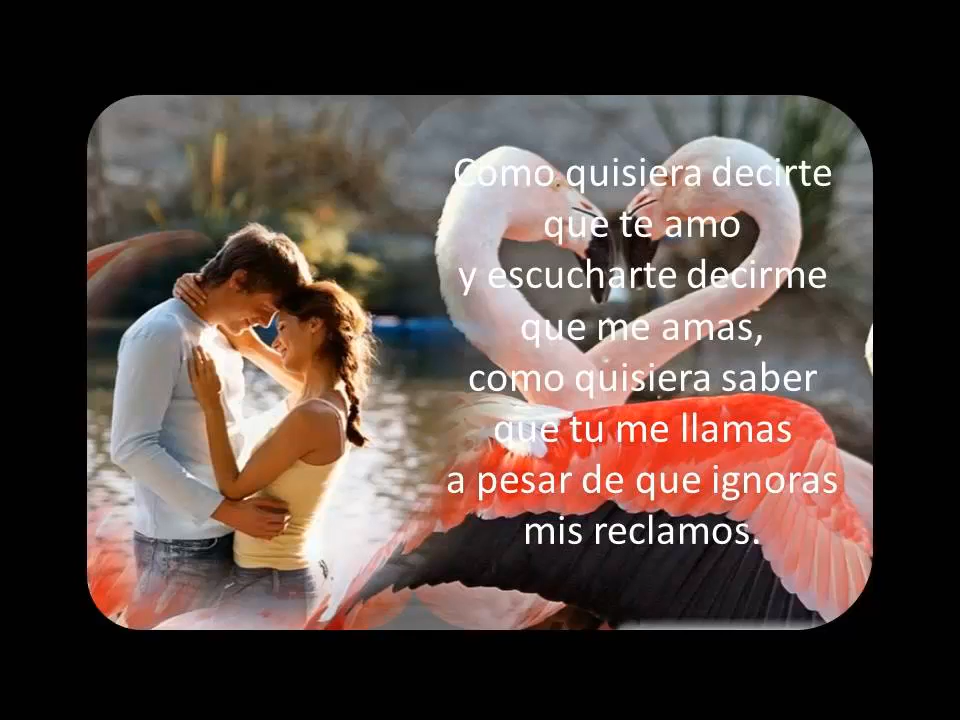 Como quisiera decirte
que te amo
y escucharte decirme
que me amas,
como quisiera saber
que tu me llamas
a pesar de que ignoras
mis reclamos.